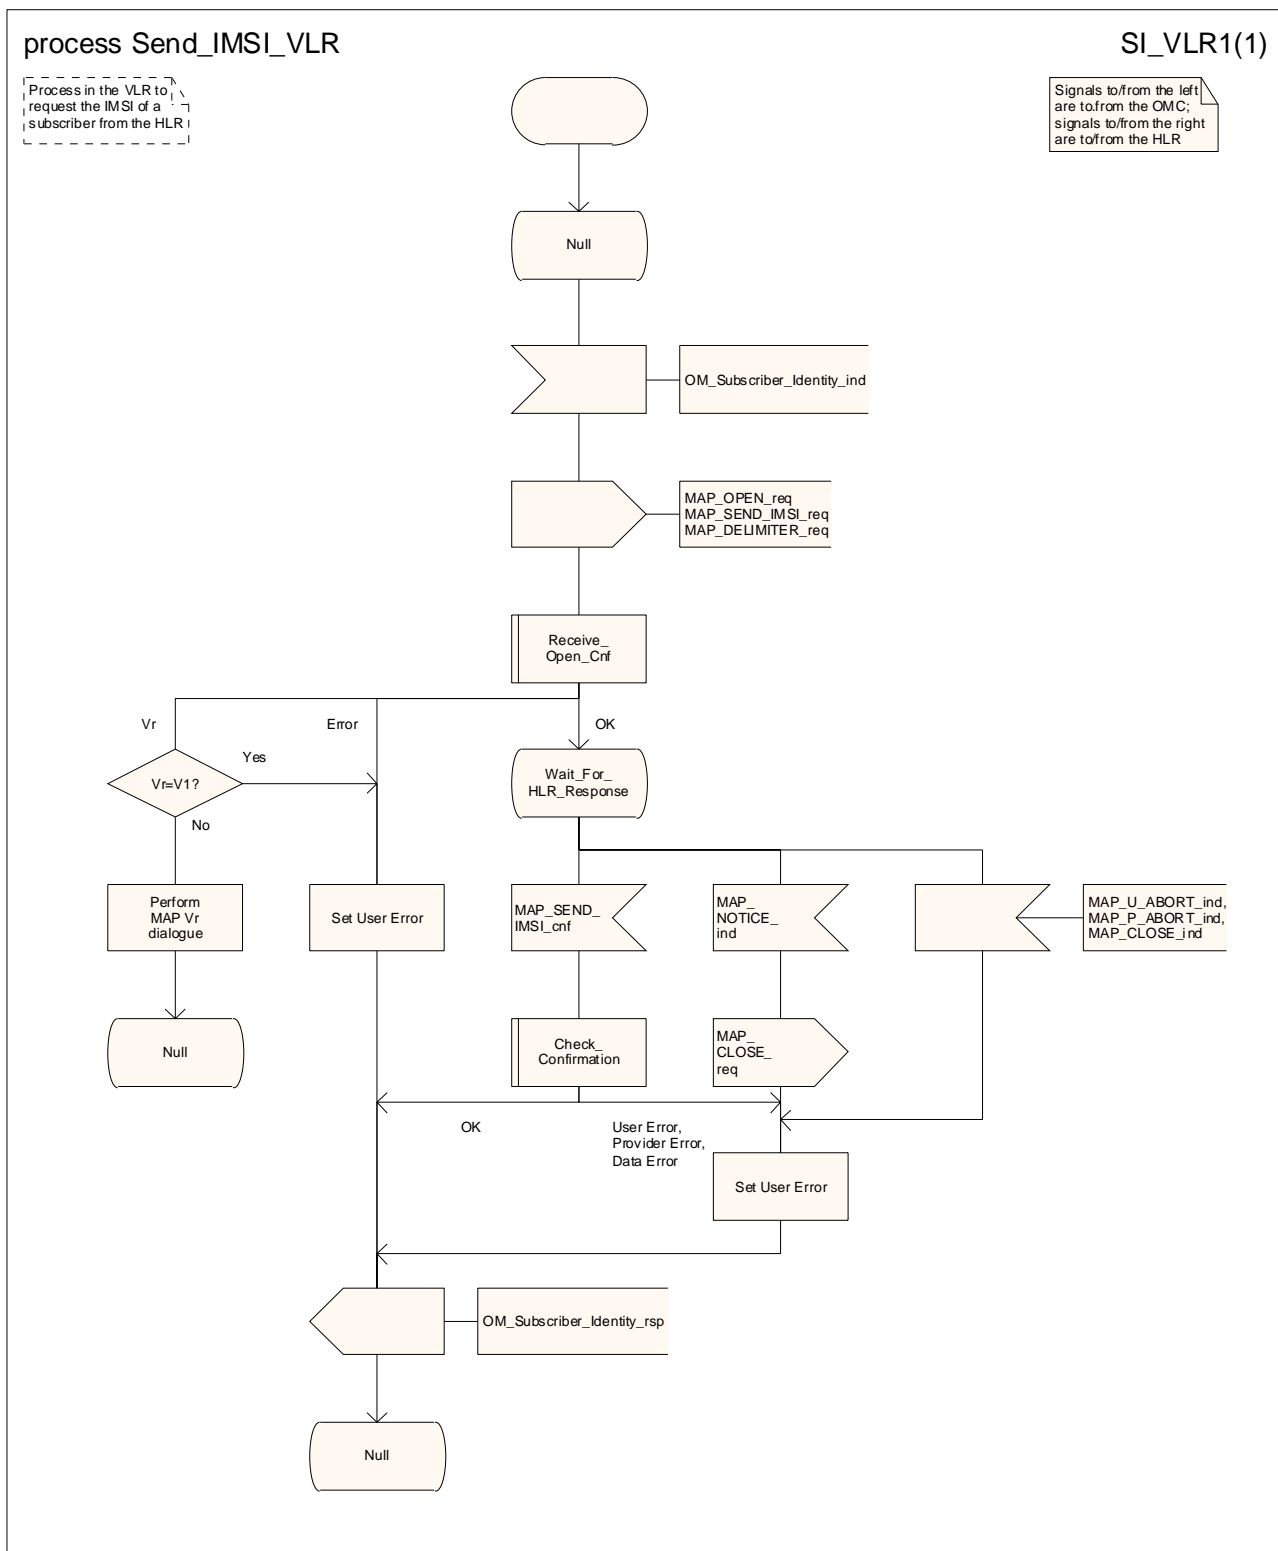 process Send_IMSI_VLR
SI_VLR1(1)
Process in the VLR to
request the IMSI of a
subscriber from the HLR
Signals to/from the left
are to.from the OMC;
signals to/from the right
are to/from the HLR
Null
OM_Subscriber_Identity_ind
MAP_OPEN_req
MAP_SEND_IMSI_req
MAP_DELIMITER_req
Receive_
Open_Cnf
Vr
Error
OK
Yes
Vr=V1?
Wait_For_
HLR_Response
No
Perform
MAP Vr
dialogue
Set User Error
MAP_SEND_
IMSI_cnf
MAP_
NOTICE_
ind
MAP_U_ABORT_ind,
MAP_P_ABORT_ind,
MAP_CLOSE_ind
Null
Check_
Confirmation
MAP_
CLOSE_
req
OK
User Error,
Provider Error,
Data Error
Set User Error
OM_Subscriber_Identity_rsp
Null